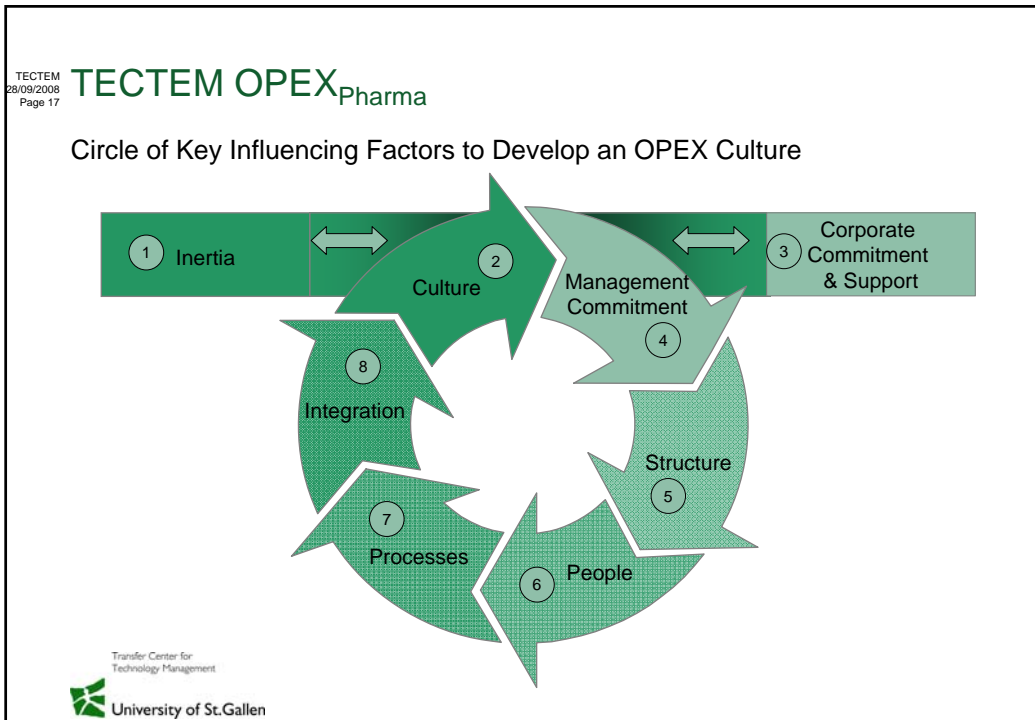 TECTEM
28/09/2008
Page 17
TECTEM OPEXPharma
Circle of Key Influencing Factors to Develop an OPEX Culture
1
Inertia
2
Culture
3
Corporate
Commitment
& Support
Management
Commitment
4
Structure
5
People
6
7
Processes
8
Integration
Transfer Center for
Technology Management
University of St.Gallen